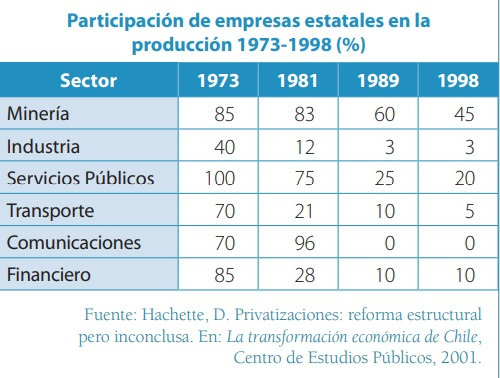 Participación de empresas estatales en la
producción 1973-1998 (%)
Sector 1973 1981 1989 1998
Minería 85 83 60 45
Industria 40 12 3 3
Servicios Públicos 100 75 25 20
Transporte 70 21 10 5
Comunicaciones 70 96 0 0
Financiero 85 28 10 10
Fuente: Hachette, D. Privatizaciones: reforma estructural
pero inconclusa. En: La transformación económica de Chile,
Centro de Estudios Públicos, 2001.